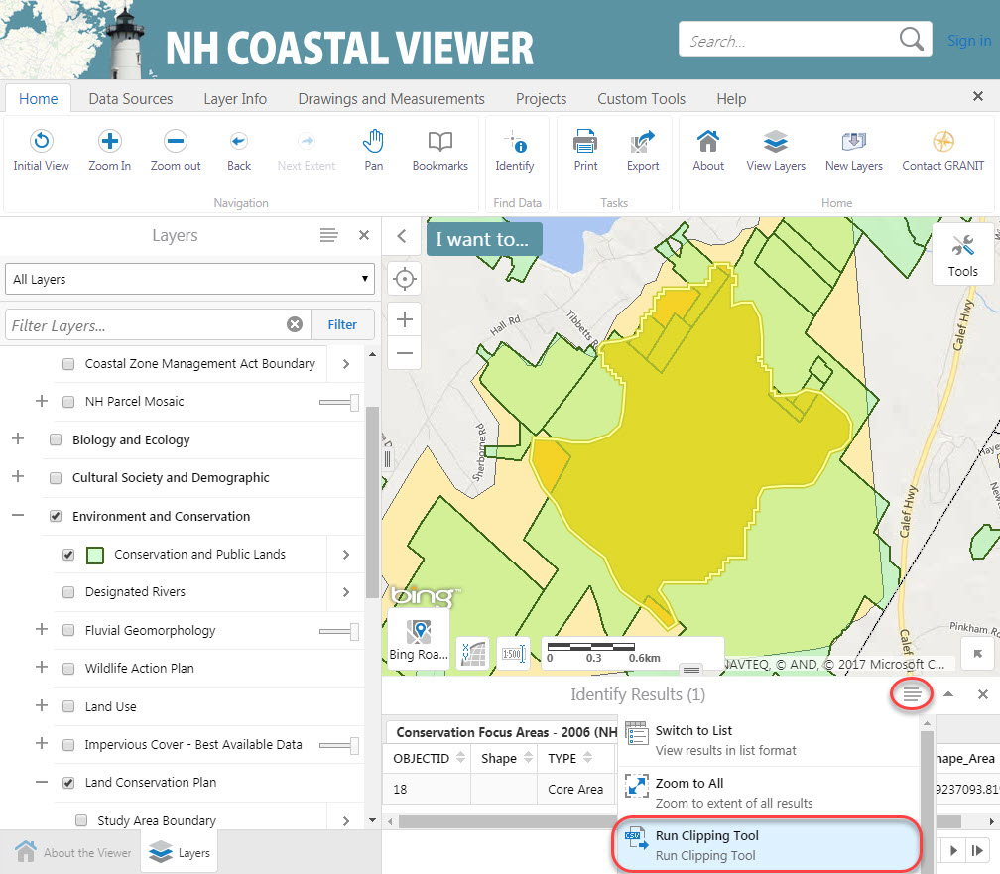 NH COASTAL VIEWER
Search...
Sign in
Home Data Sources Layer Info Drawings and Measurements Projects Custom Tools Help
Initial View Zoom In Zoom out Back Next Extent Pan Bookmarks Identify Print Export About View Layers New Layers Contact GRANIT
Navigation Find Data Tasks Home
Layers
All Layers
Filter Layers...
Filter
Coastal Zone Management Act Boundary
NH Parcel Mosaic
Biology and Ecology
Cultural Society and Demographic
Environment and Conservation
Conservation and Public Lands
Designated Rivers
Fluvial Geomorphology
Wildlife Action Plan
Land Use
Impervious Cover - Best Available Data
Land Conservation Plan
Study Area Boundary
About the Viewer
Layers
I want to...
Tools
Hall Rd
Tibbetts R
Calef Hwy
Sherborne Rd
Haye
Calef Hwy
Calef
Pinkham R
bing™
Bing Roa...
X Y
1:500
0 0.3 0.6km
NAVTEQ, © AND, © 2017 Microsoft C...
Identify Results (1)
Conservation Focus Areas - 2006 (NH
OBJECTID Shape TYPE hape_Area
18 Core Area 9237093.819
Switch to List
View results in list format
Zoom to All
Zoom to extent of all results
CSV
Run Clipping Tool
Run Clipping Tool